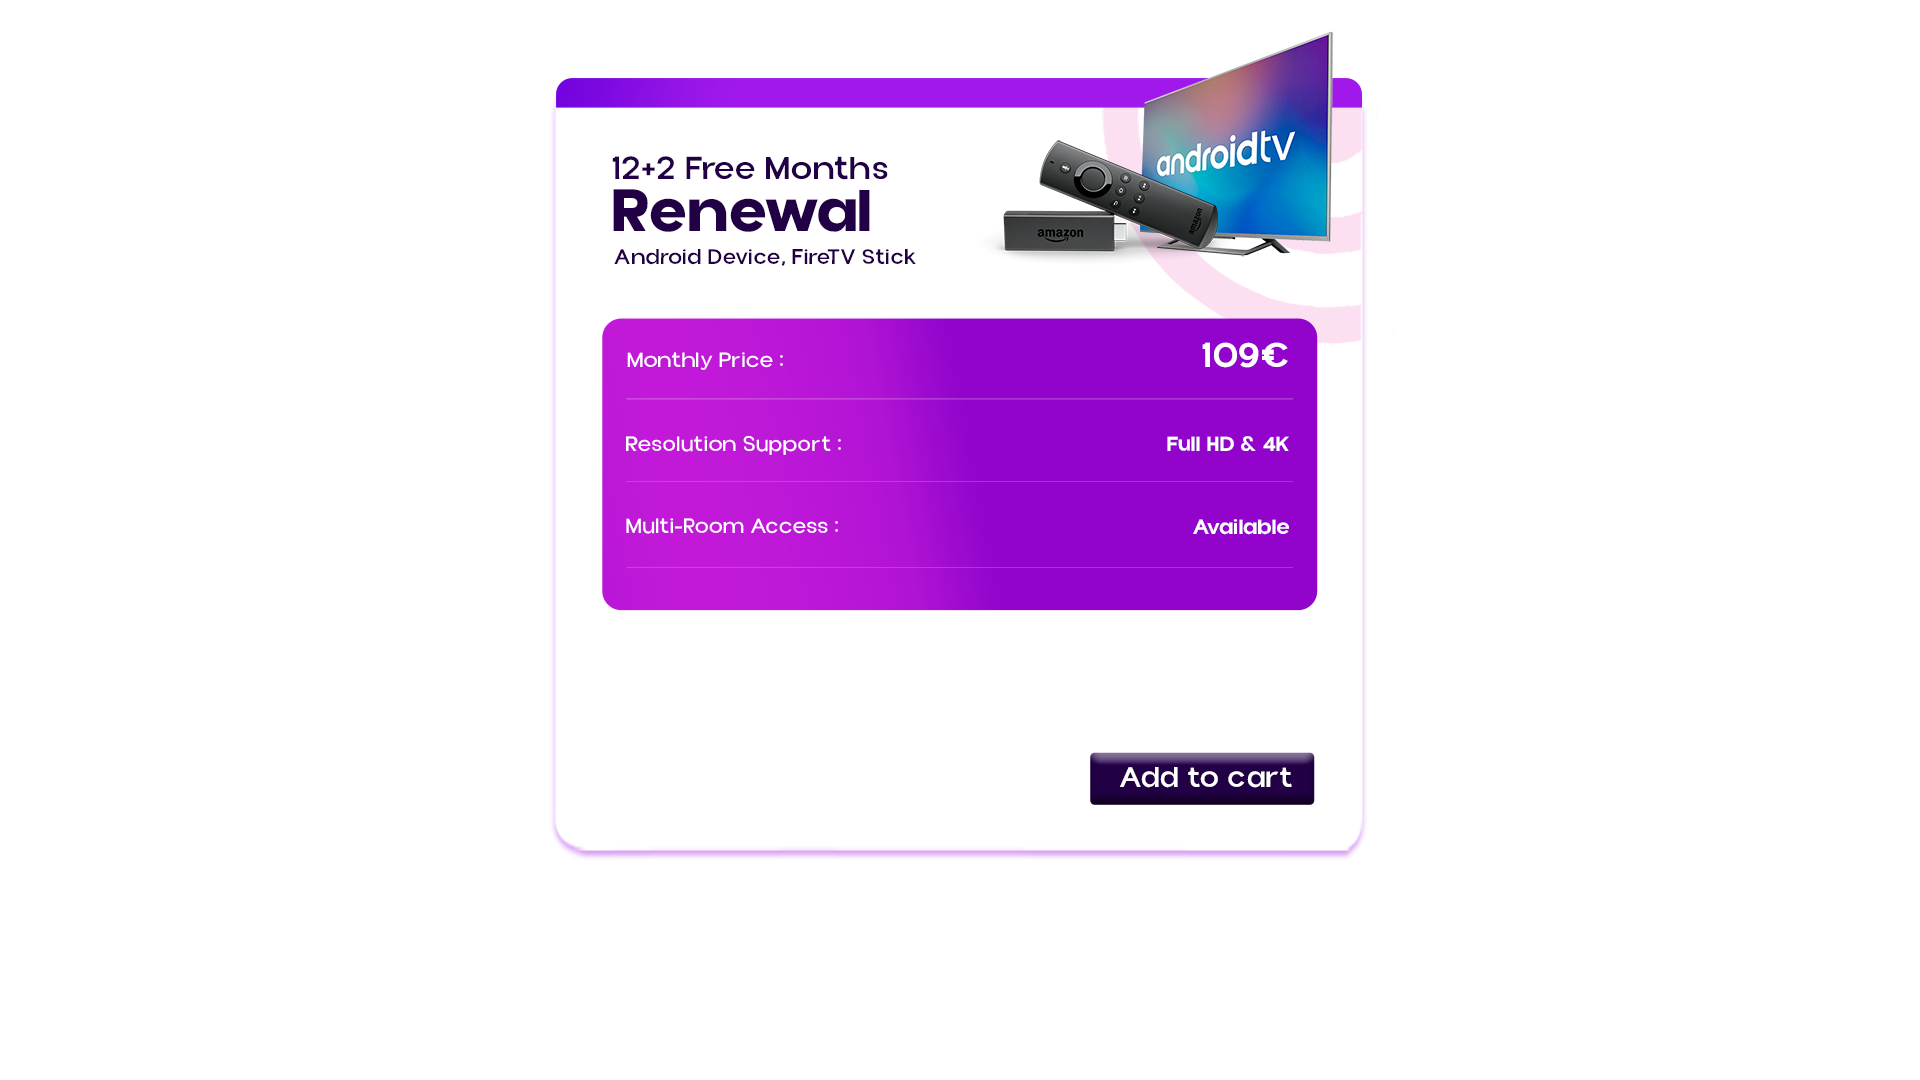 androidtv
12+2 Free Months
Renewal
Android Device, FireTV Stick
amazon
amazon
Monthly Price : 109€
Resolution Support : Full HD & 4K
Multi-Room Access : Available
Add to cart